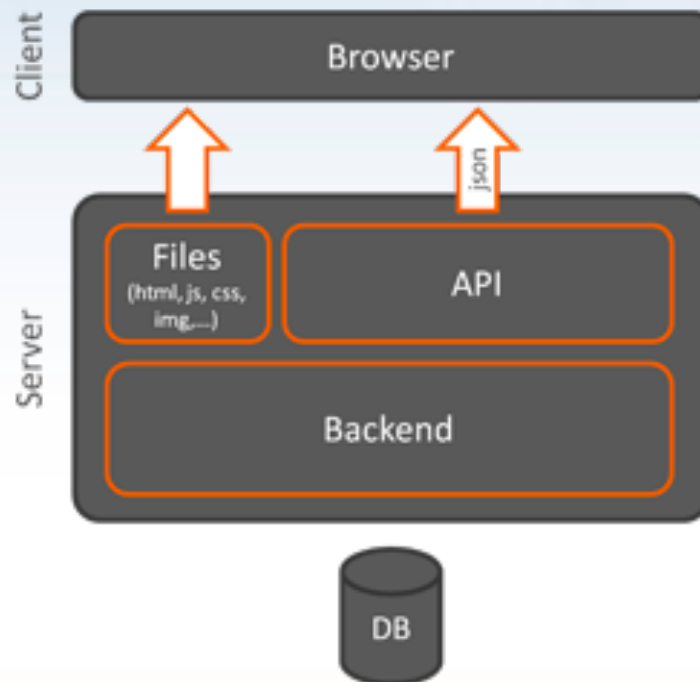 Client
Browser
json
Server
Files
(html, js, css,
img,...)
API
Backend
DB